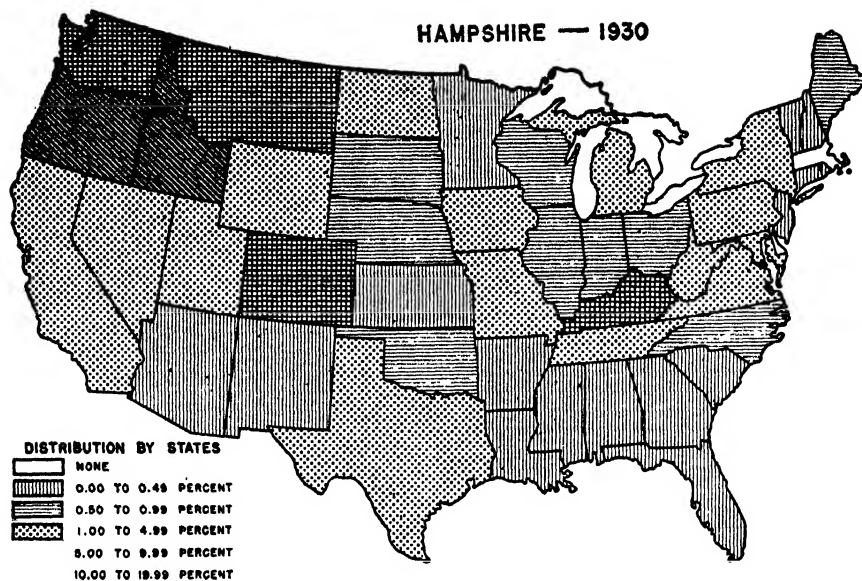 HAMPSHIRE — 1930
DISTRIBUTION BY STATES
NONE
0.00 TO 0.49 PERCENT
0.50 TO 0.99 PERCENT
1.00 TO 4.99 PERCENT
5.00 TO 9.99 PERCENT
10.00 TO 19.99 PERCENT